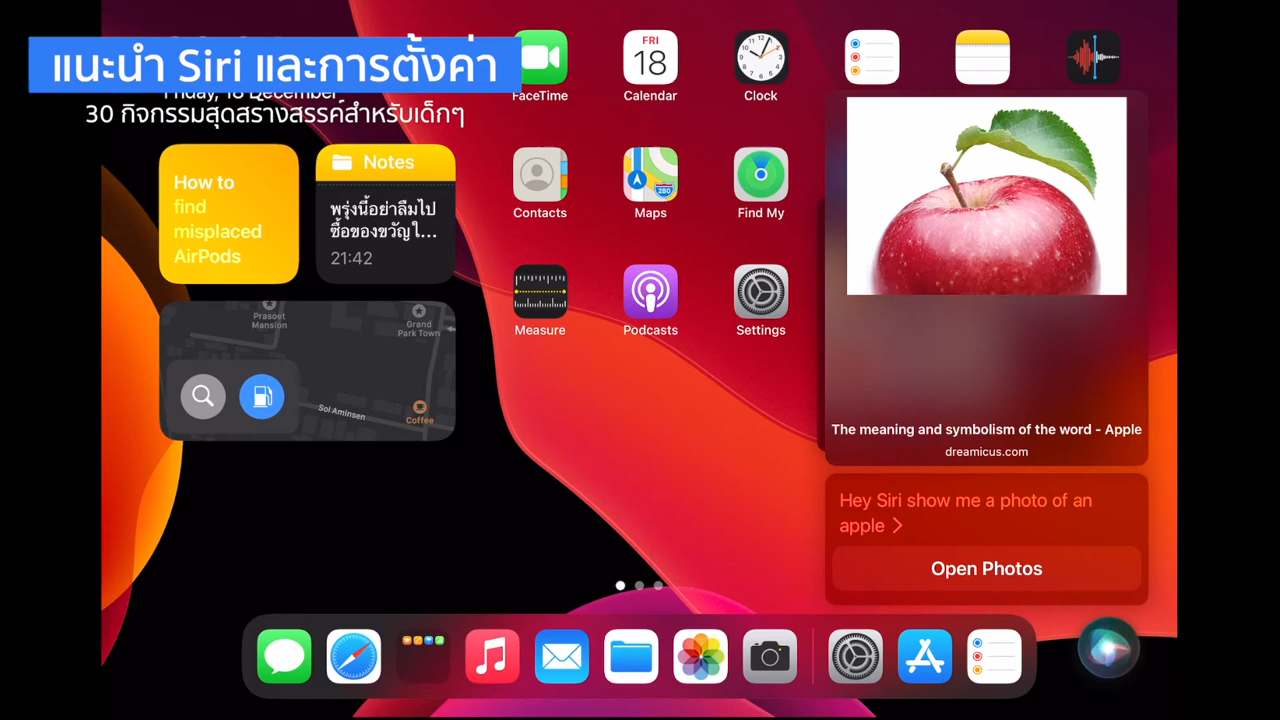 แนะนำ Siri และการตั้งค่า
Friday, 18 December
30 กิจกรรมสุดสร้างสรรค์สำหรับเด็กๆ
How to
find
misplaced
AirPods
Notes
พรุ่งนี้อย่าลืมไป
ซื้อของขวัญใ...
21:42
Prasoet
Mansion
Grand
Park Town
Soi Aminsen
Coffee
FaceTime
FRI
18
Calendar
12
Clock
Contacts
280
Maps
Find My
Measure
Podcasts
Settings
The meaning and symbolism of the word - Apple
dreamicus.com
Hey Siri show me a photo of an
apple >
Open Photos